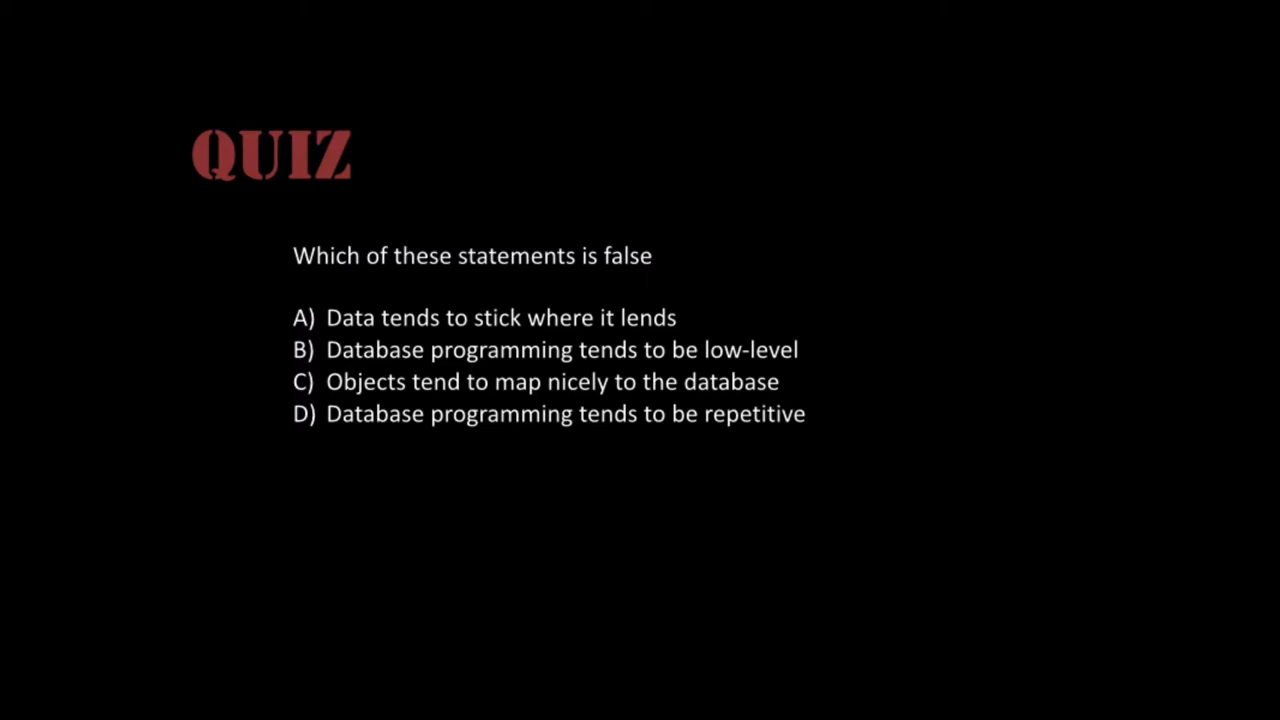 QUIZ
Which of these statements is false
A) Data tends to stick where it lends
B) Database programming tends to be low-level
C) Objects tend to map nicely to the database
D) Database programming tends to be repetitive